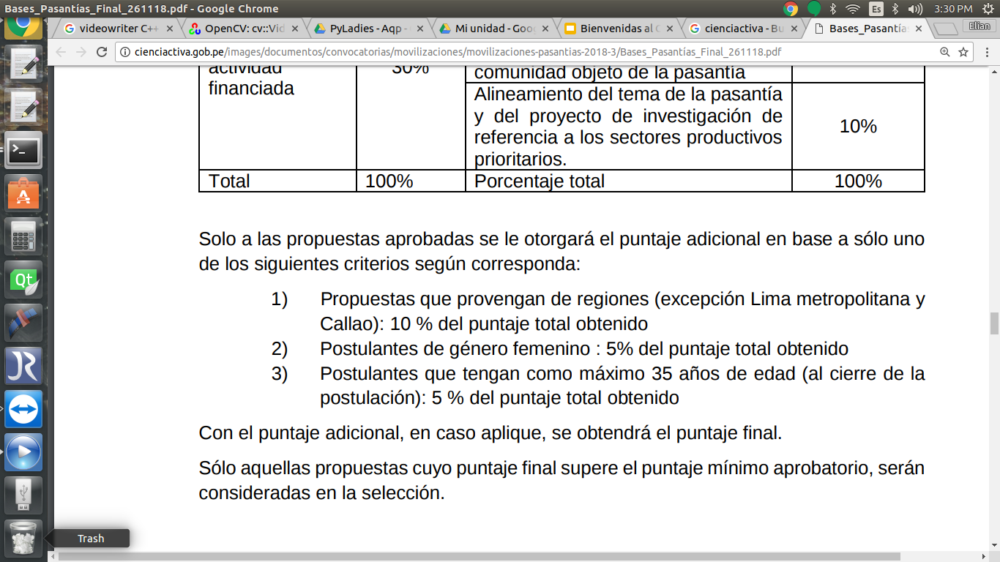 Bases_Pasantías_Final_261118.pdf - Google Chrome
Es
3:30 PM
videowriter C++
OpenCV: cv::Vid
PyLadies - Aqp -
Mi unidad - Goo
Bienvenidas al C
cienciactiva - Bu
Bases_Pasantía
Elian
cienciactiva.gob.pe/images/documentos/convocatorias/movilizaciones/movilizaciones-pasantias-2018-3/Bases_Pasantías_Final_261118.pdf
actividad
financiada
30%
comunidad objeto de la pasantía
Alineamiento del tema de la pasantía
y del proyecto de investigación de
referencia a los sectores productivos
prioritarios.
10%
Total 100% Porcentaje total 100%
Solo a las propuestas aprobadas se le otorgará el puntaje adicional en base a sólo uno
de los siguientes criterios según corresponda:
1) Propuestas que provengan de regiones (excepción Lima metropolitana y
Callao): 10 % del puntaje total obtenido
2) Postulantes de género femenino : 5% del puntaje total obtenido
3) Postulantes que tengan como máximo 35 años de edad (al cierre de la
postulación): 5 % del puntaje total obtenido
Con el puntaje adicional, en caso aplique, se obtendrá el puntaje final.
Sólo aquellas propuestas cuyo puntaje final supere el puntaje mínimo aprobatorio, serán
consideradas en la selección.
Qt
JR
Trash